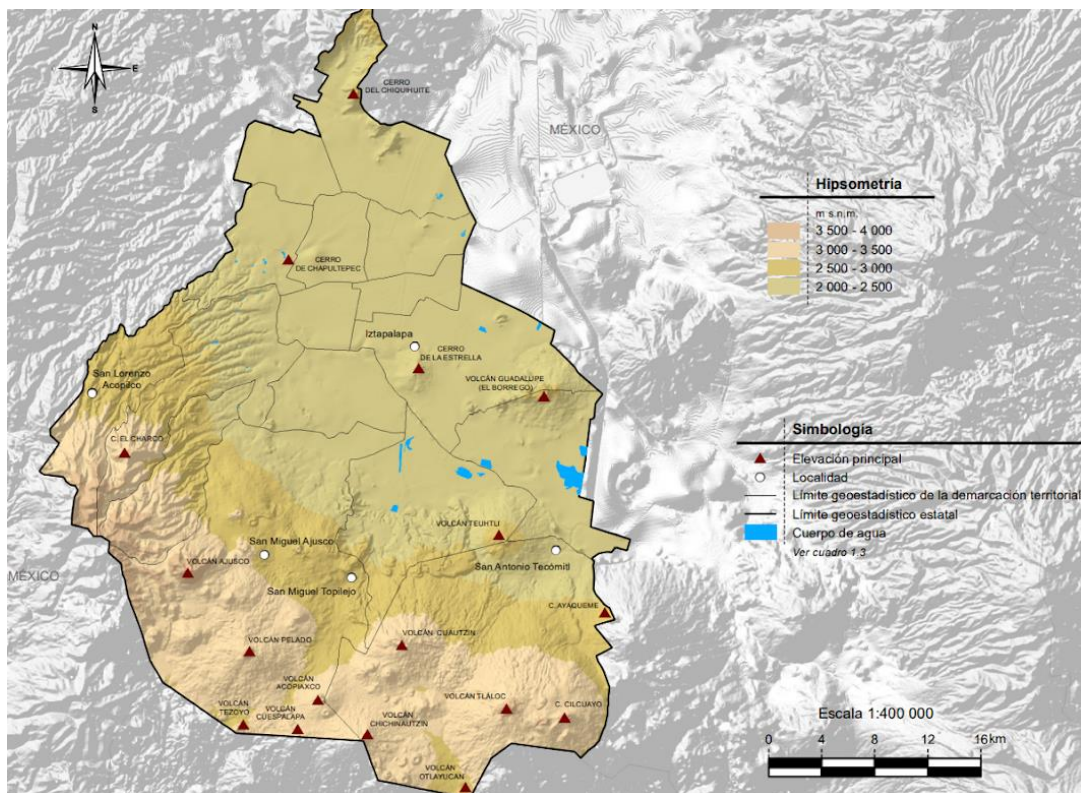 N
E
S
CERRO
DEL CHIQUIHUITE
MÉXICO
Hipsometría
m s.n.m.
3 500 - 4 000
3 000 - 3 500
2 500 - 3 000
2 000 - 2 500
CERRO
DE CHAPULTEPEC
Iztapalapa
CERRO
DE LA ESTRELLA
San Lorenzo
Acopilco
VOLCÁN GUADALUPE
(EL BORREGO)
C. EL CHARCO
Simbología
Elevación principal
Localidad
Límite geoestadístico de la demarcación territorial
Límite geoestadístico estatal
Cuerpo de agua
Ver cuadro 1.3
VOLCÁN TEUHTLI
San Miguel Ajusco
San Antonio Tecómitl
VOLCÁN AJUSCO
MÉXICO
San Miguel Topilejo
C. AYAQUEME
VOLCÁN PELADO
VOLCÁN CUAUTZIN
VOLCÁN
ACOPIAXCO
VOLCÁN TLÁLOC
C. CILCUAYO
VOLCÁN
TEZOYO
VOLCÁN
CUESPALAPA
VOLCÁN
CHICHINAUTZIN
VOLCÁN
OTLAYUCAN
Escala 1:400 000
0 4 8 12 16 km